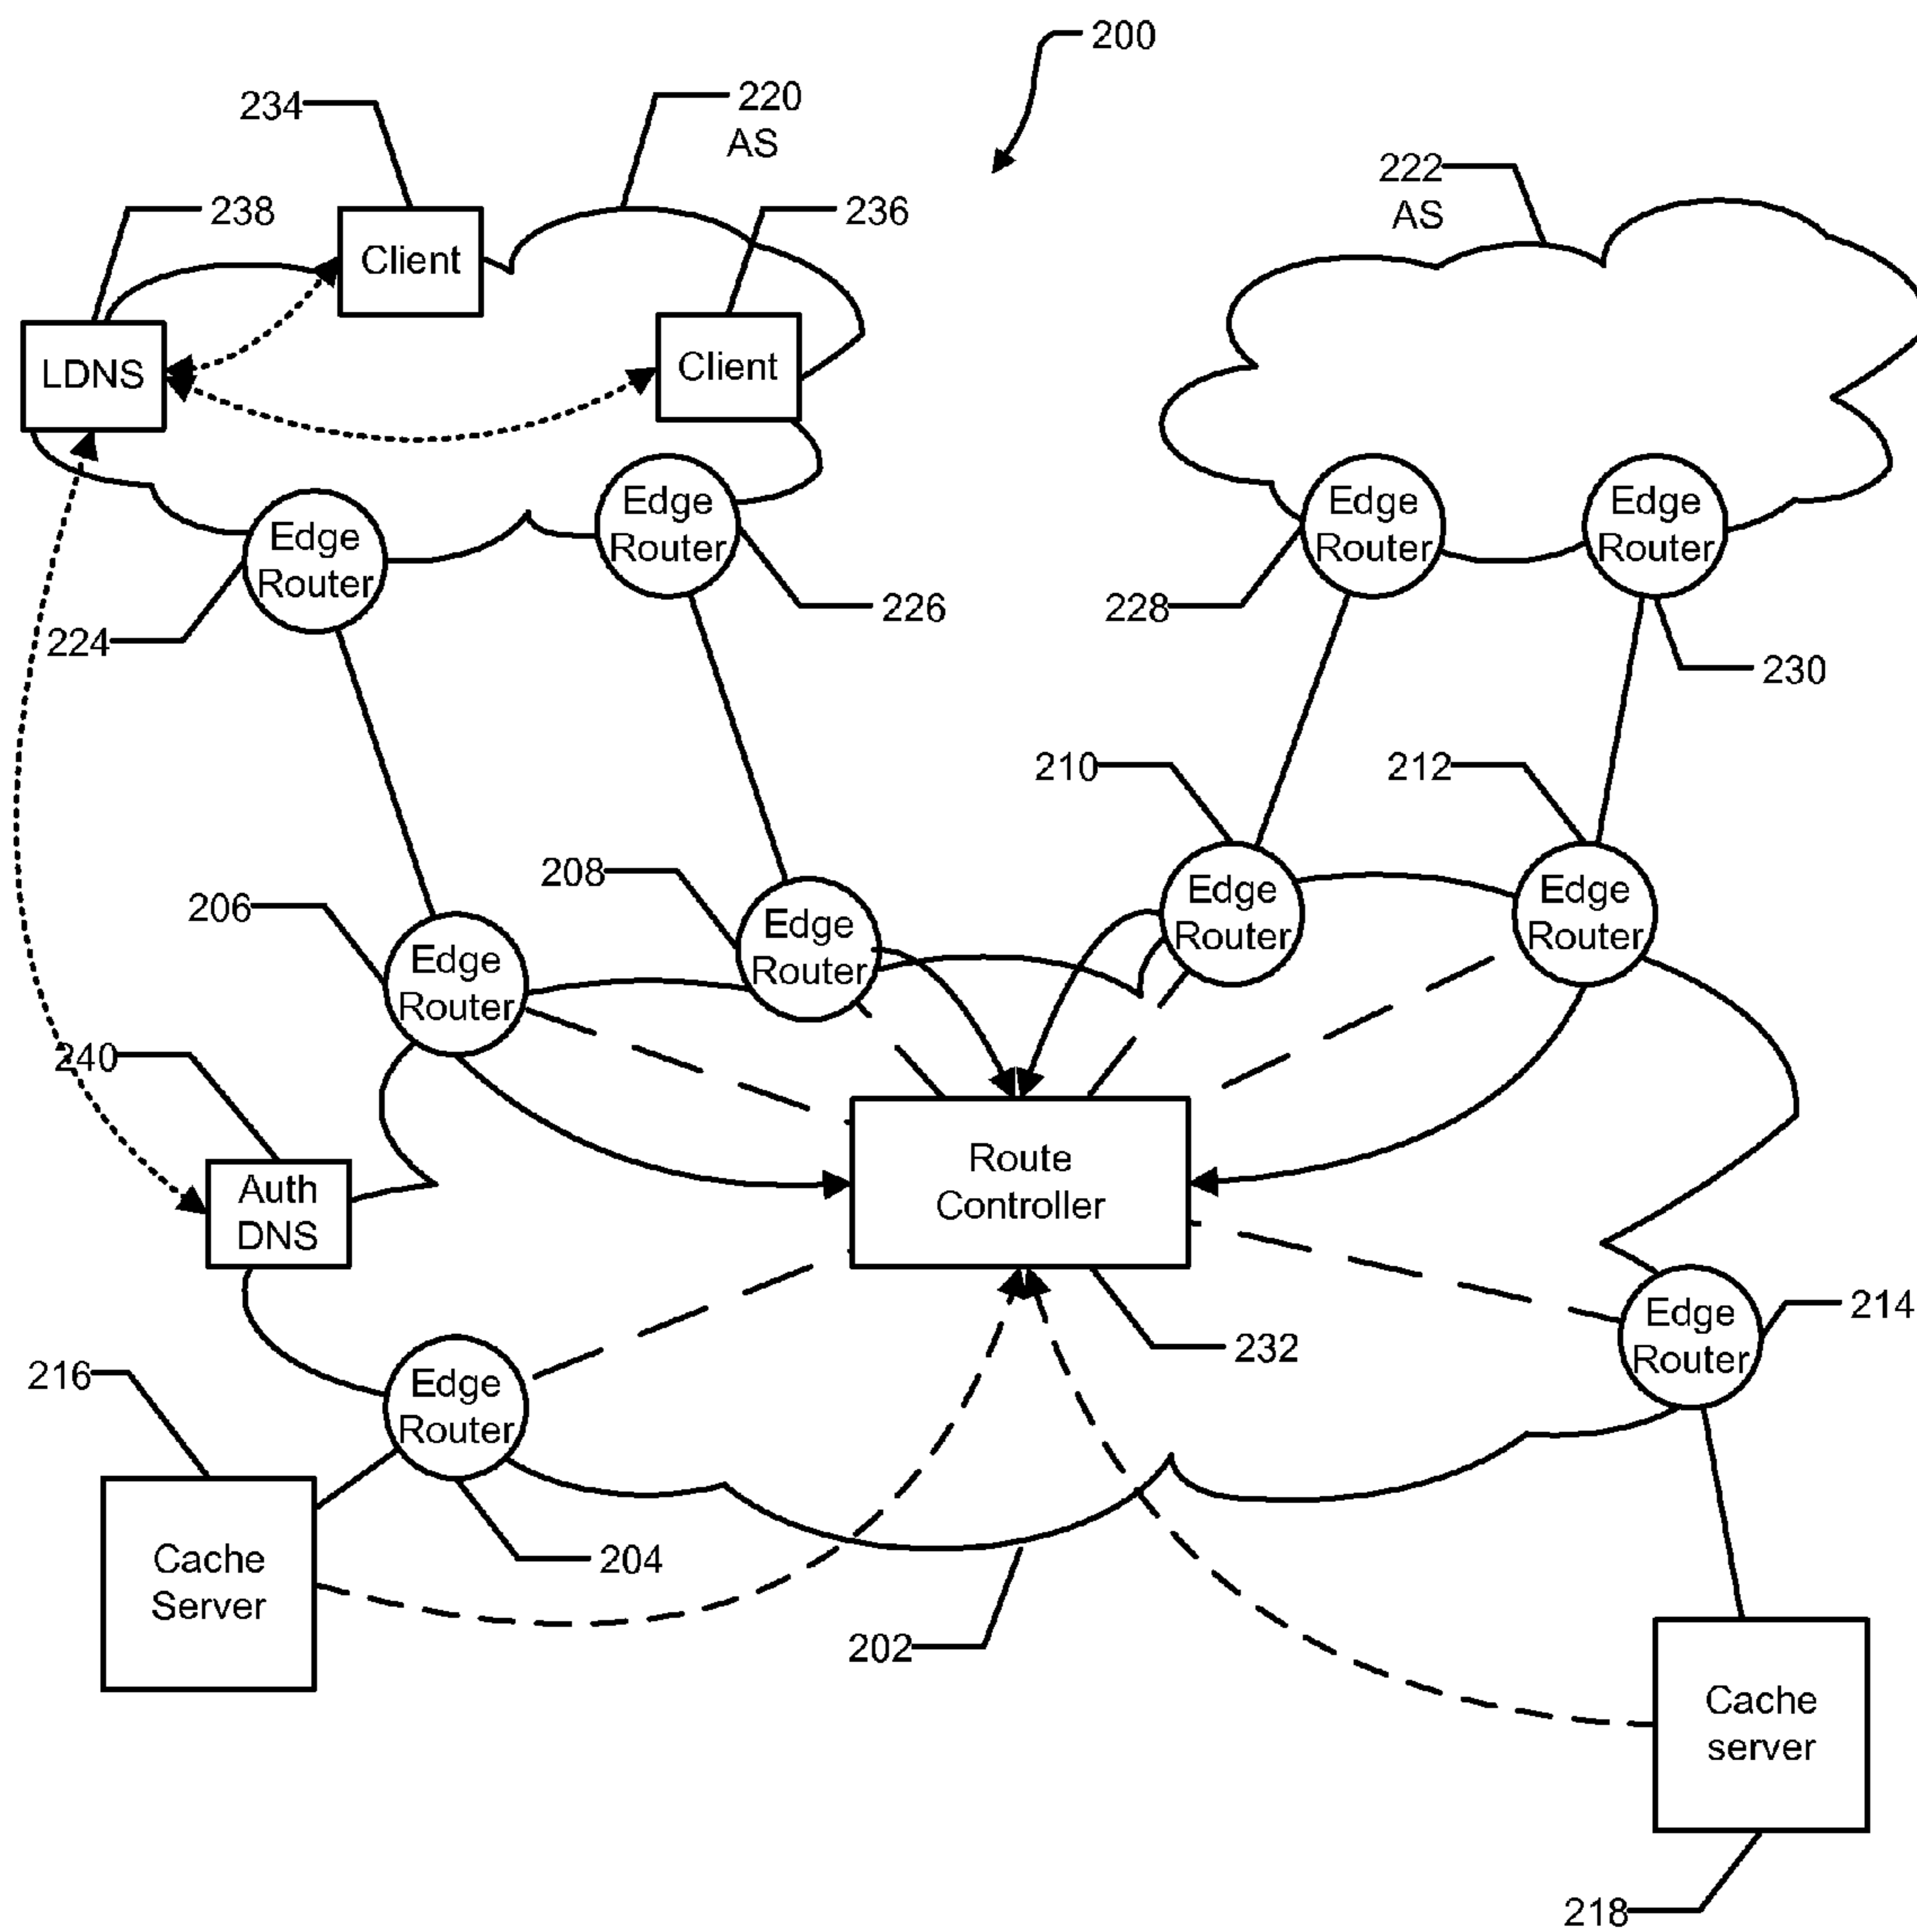 200
234
220
AS
222
AS
238
236
Client
Client
LDNS
Edge
Router
Edge
Router
Edge
Router
Edge
Router
224
226
228
230
210
212
208
206
Edge
Router
Edge
Router
Edge
Router
Edge
Router
240
Auth
DNS
Route
Controller
214
Edge
Router
232
216
Edge
Router
204
Cache
Server
202
Cache
server
218